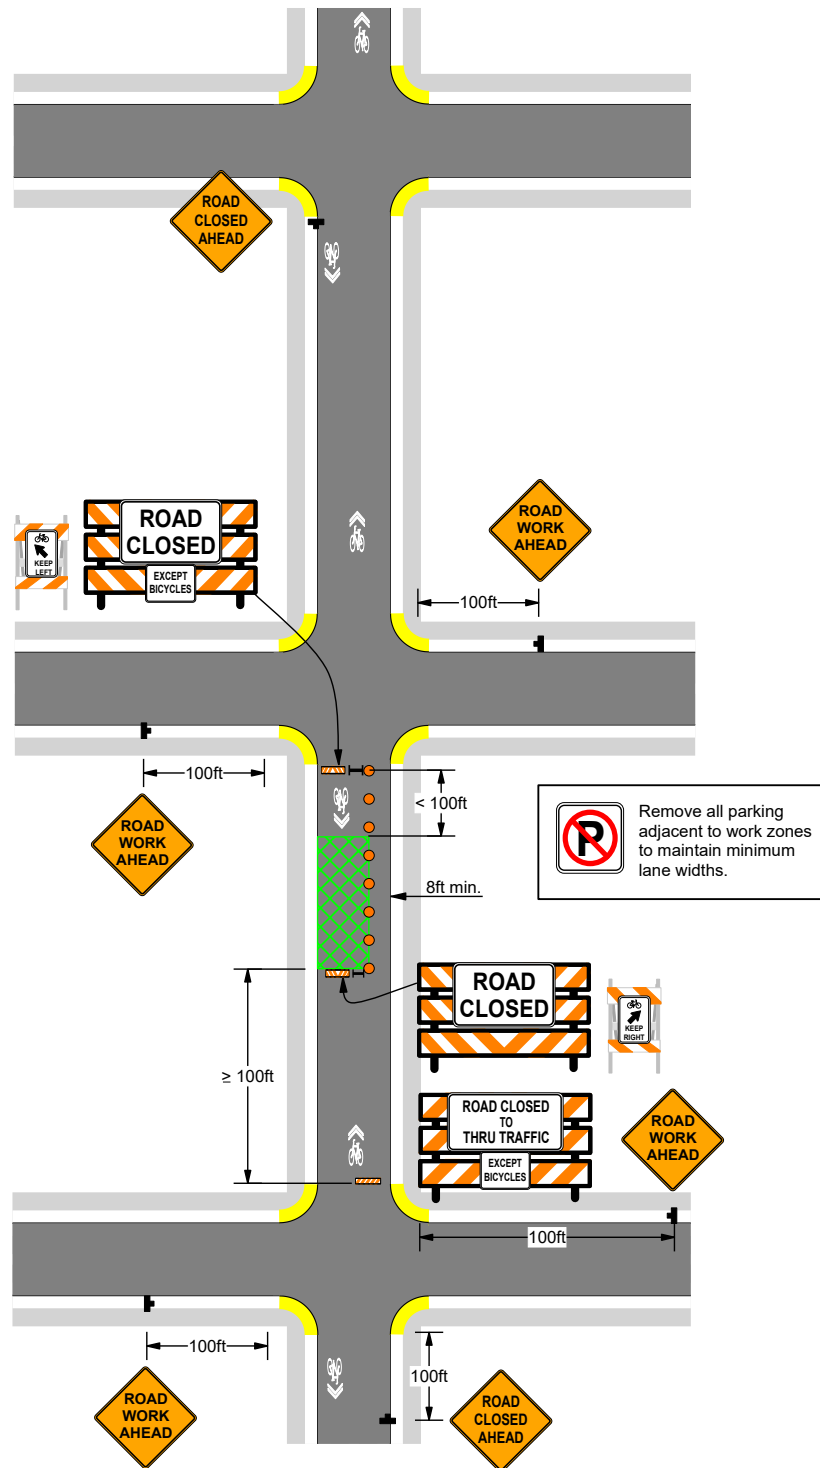 ROAD
CLOSED
AHEAD
ROAD
CLOSED
EXCEPT
BICYCLES
KEEP
LEFT
ROAD
WORK
AHEAD
100ft
100ft
< 100ft
ROAD
WORK
AHEAD
P
Remove all parking
adjacent to work zones
to maintain minimum
lane widths.
8ft min.
ROAD
CLOSED
KEEP
RIGHT
≥ 100ft
ROAD CLOSED
TO
THRU TRAFFIC
EXCEPT
BICYCLES
ROAD
WORK
AHEAD
100ft
100ft
100ft
ROAD
WORK
AHEAD
ROAD
CLOSED
AHEAD